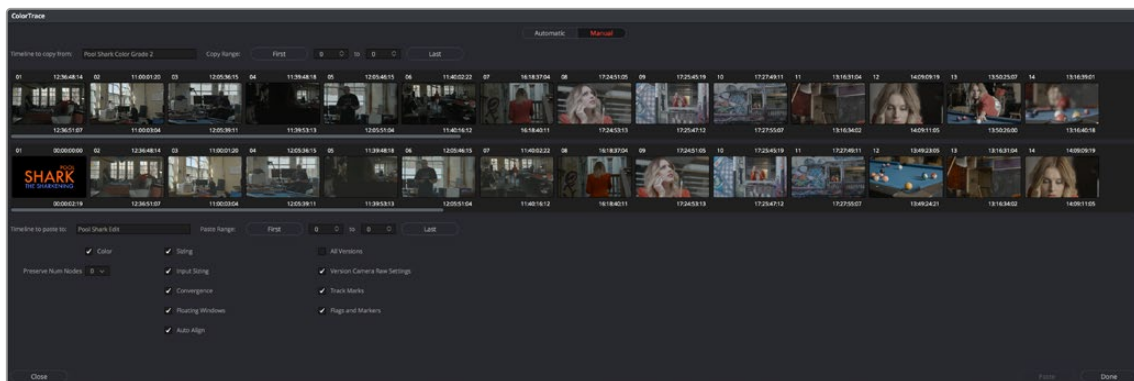 ColorTrace
Automatic Manual
Timeline to copy from: Pool Shark Color Grade 2 Copy Range: First 0 to 0 Last
01 12:36:48:14 02 11:00:01:20 03 12:05:36:15 04 11:39:48:18 05 12:05:46:15 06 11:40:02:22 07 16:18:37:04 08 17:24:51:05 09 17:25:45:19 10 17:27:49:11 11 13:16:31:04 12 14:09:09:19 13 13:50:25:07 14 13:16:39:01
12:36:51:07 11:00:03:04 12:05:39:11 11:39:53:13 12:05:51:04 11:40:16:12 16:18:40:11 17:24:53:13 17:25:47:12 17:27:55:07 13:16:34:02 14:09:11:05 13:50:26:00 13:16:40:18
01 00:00:00:00 02 12:36:48:14 03 11:00:01:20 04 12:05:36:15 05 11:39:48:18 06 12:05:46:15 07 11:40:02:22 08 16:18:37:04 09 17:24:51:05 10 17:25:45:19 11 17:27:49:11 12 13:49:23:05 13 13:16:31:04 14 14:09:09:19
POOL
SHARK
THE SHARKENING
00:00:02:19 12:36:51:07 11:00:03:04 12:05:39:11 11:39:53:13 12:05:51:04 11:40:16:12 16:18:40:11 17:24:53:13 17:25:47:12 17:27:55:07 13:49:24:21 13:16:34:02 14:09:11:05
Timeline to paste to: Pool Shark Edit Paste Range: First 0 to 0 Last
Color Sizing All Versions
Preserve Num Nodes 0 Input Sizing Version Camera Raw Settings
Convergence Track Marks
Floating Windows Flags and Markers
Auto Align
Close Paste Done